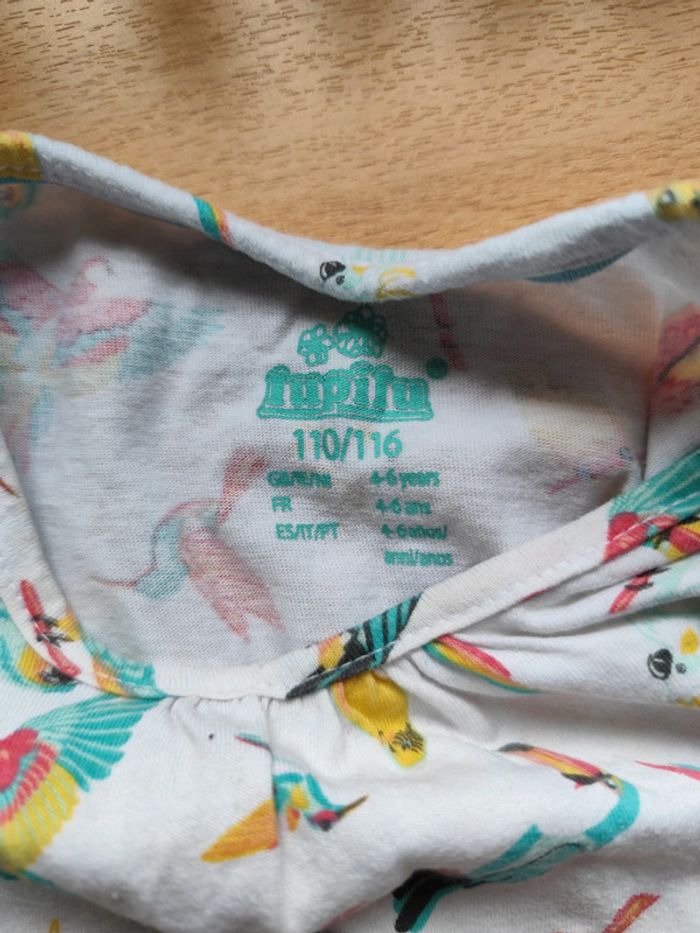 lupilu®
110/116
GB/IE/NI 4-6 years
FR 4-6 ans
ES/IT/PT 4-6 años/
anni/anos